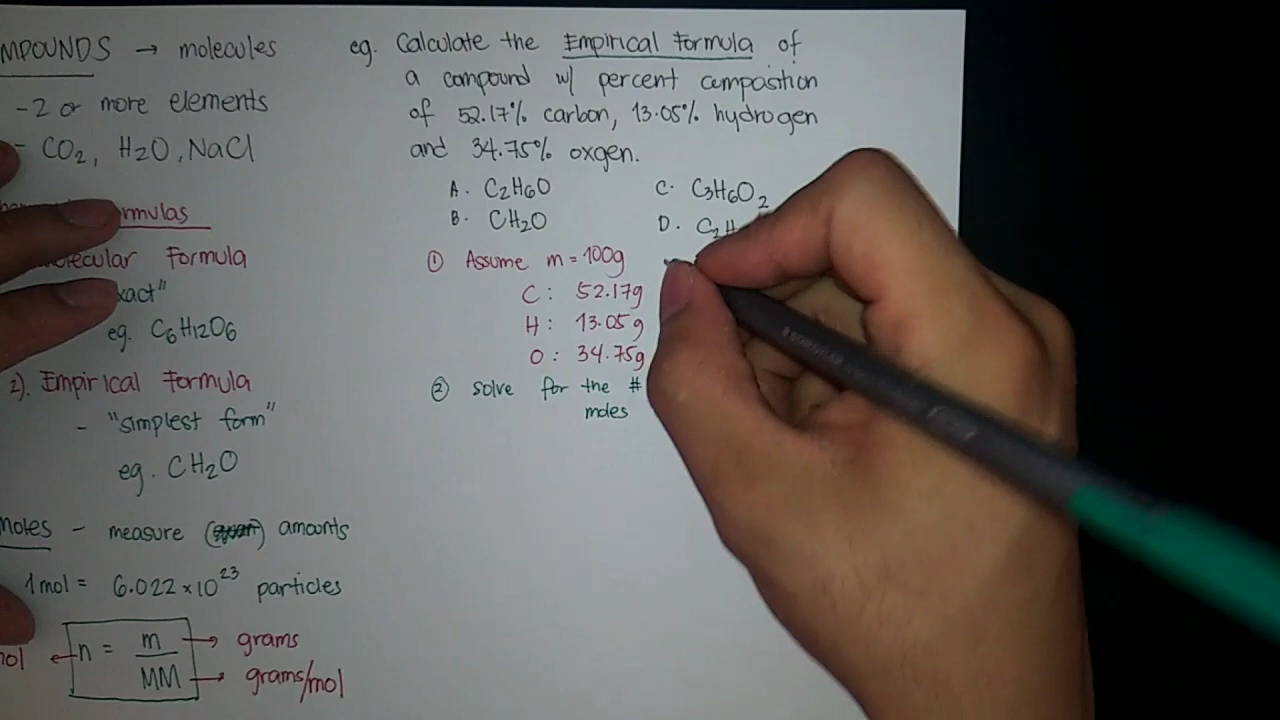 MPOUNDS → molecules
- 2 or more elements
- CO2, H2O, NaCl
rmulas
lecular Formula
xact"
eg. C6H12O6
2). Empirical Formula
- "simplest form"
eg. CH2O
Moles - measure amounts
1 mol = 6.022 x 10^23 particles
mol ← n = m/MM → grams
→ grams/mol
eg. Calculate the Empirical Formula of
a compound w/ percent composition
of 52.17% carbon, 13.05% hydrogen
and 34.75% oxgen.
A. C2H6O
B. CH2O
C. C3H6O2
D. C2H
① Assume m = 100g
C: 52.17g
H: 13.05g
O: 34.75g
② solve for the #
moles